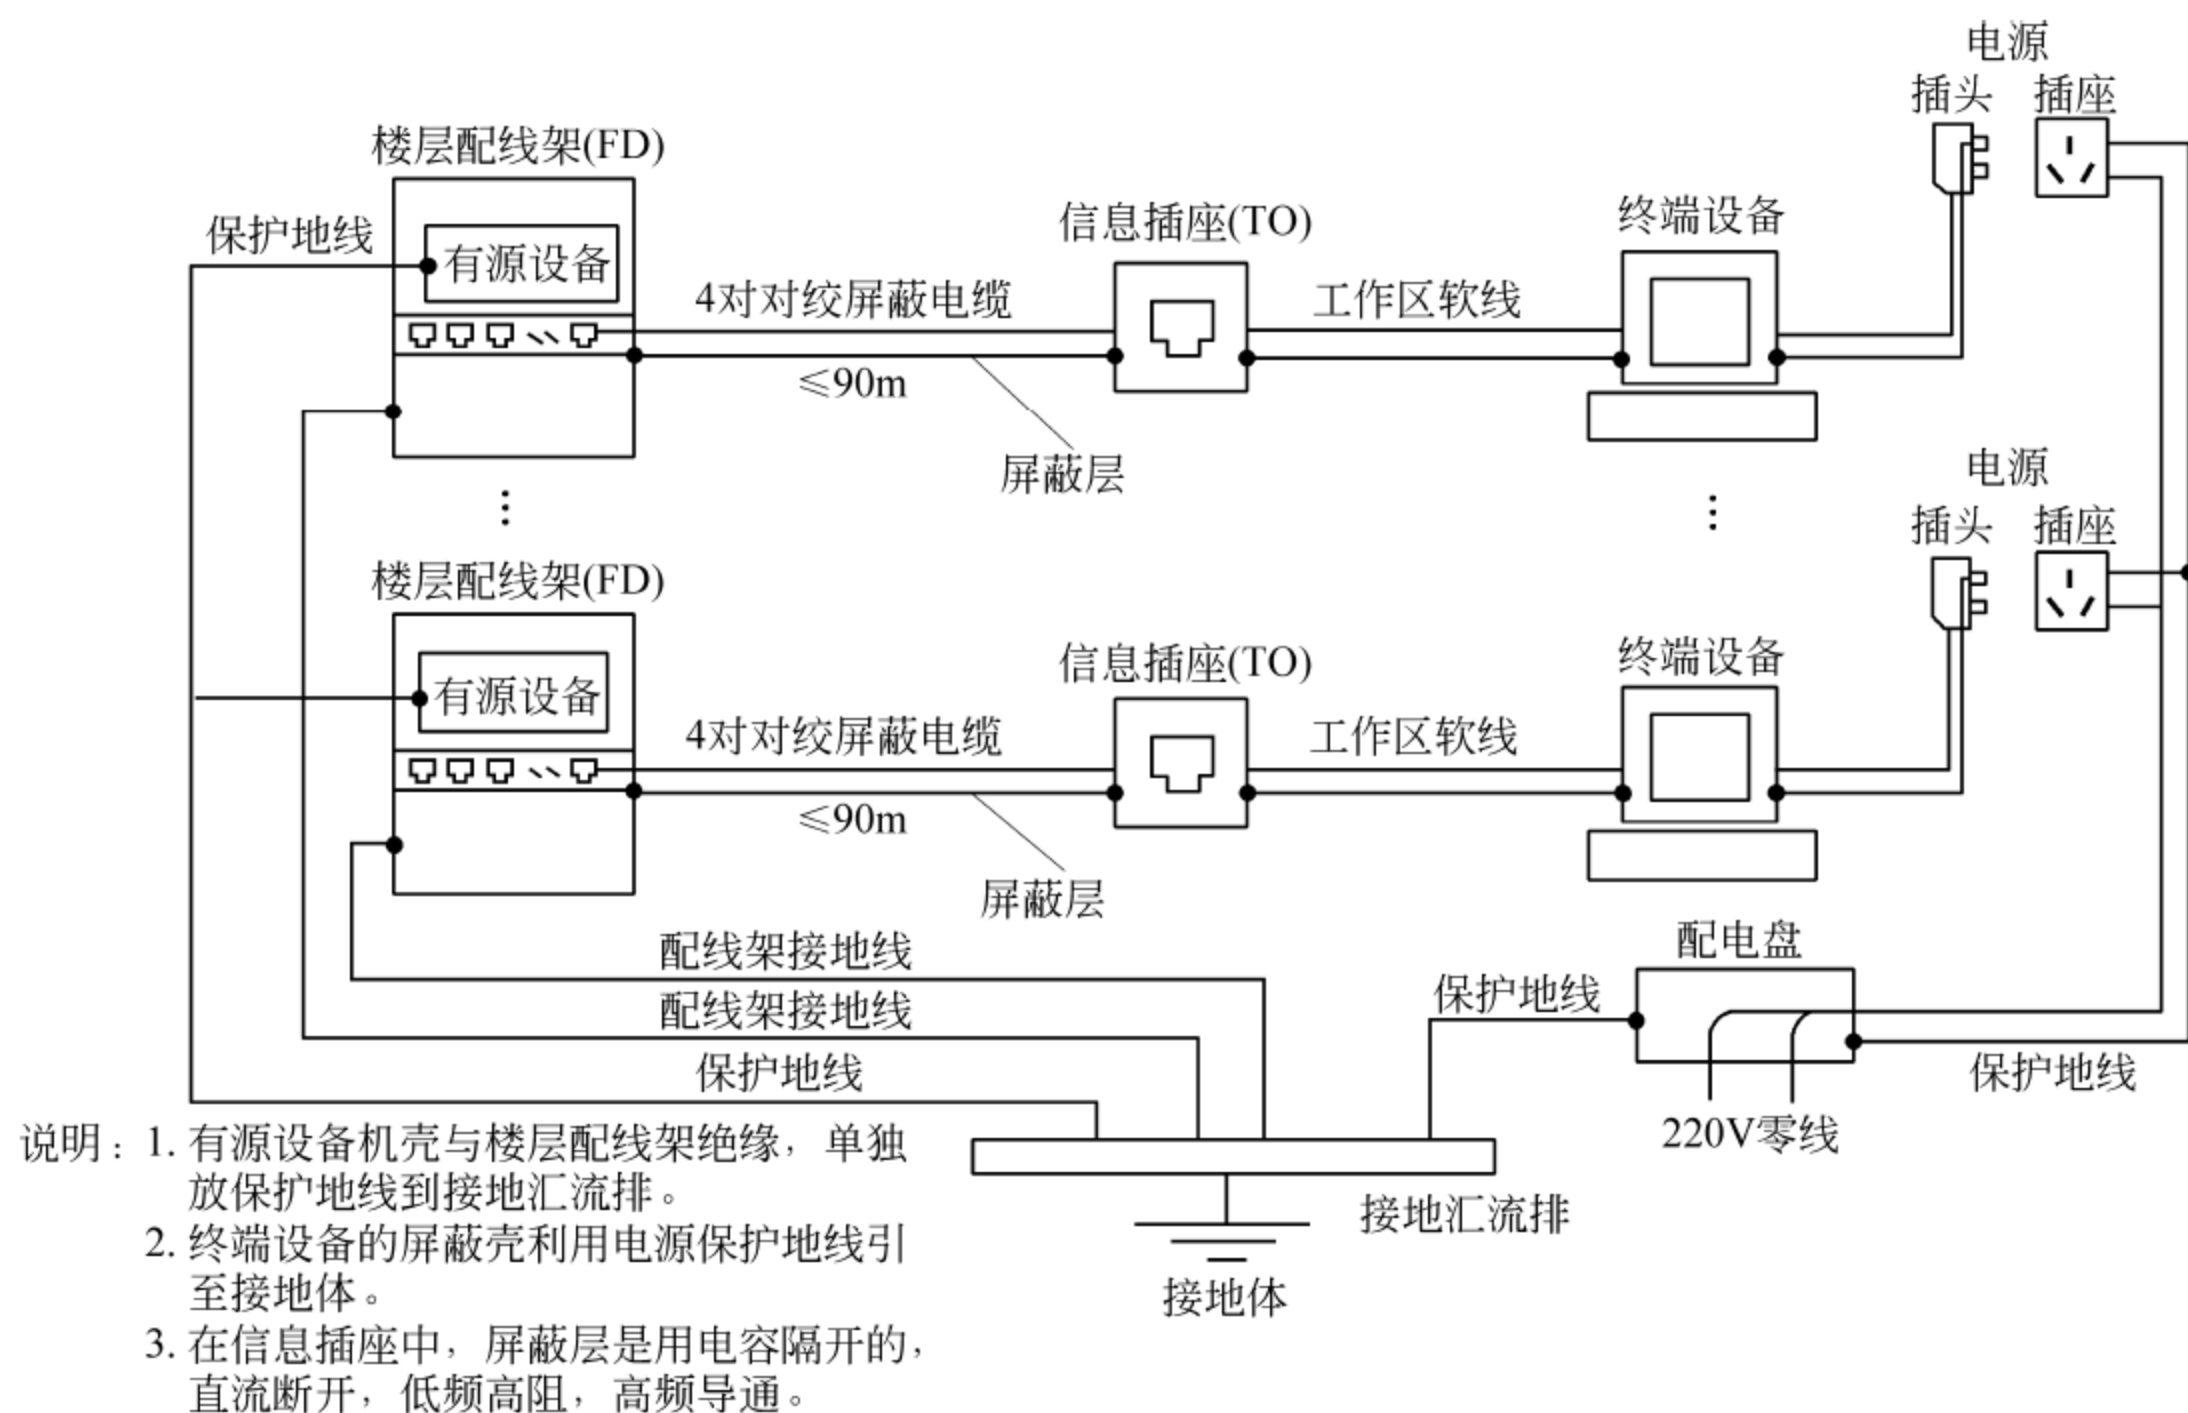 电源
插头 插座
楼层配线架(FD)
保护地线
有源设备
信息插座(TO)
终端设备
4对对绞屏蔽电缆
工作区软线
≤90m
屏蔽层
电源
插头 插座
楼层配线架(FD)
有源设备
信息插座(TO)
终端设备
4对对绞屏蔽电缆
工作区软线
≤90m
屏蔽层
配线架接地线
配电盘
保护地线
配线架接地线
保护地线
保护地线
220V零线
接地汇流排
接地体
说明：1. 有源设备机壳与楼层配线架绝缘，单独
放保护地线到接地汇流排。
2. 终端设备的屏蔽壳利用电源保护地线引
至接地体。
3. 在信息插座中，屏蔽层是用电容隔开的，
直流断开，低频高阻，高频导通。